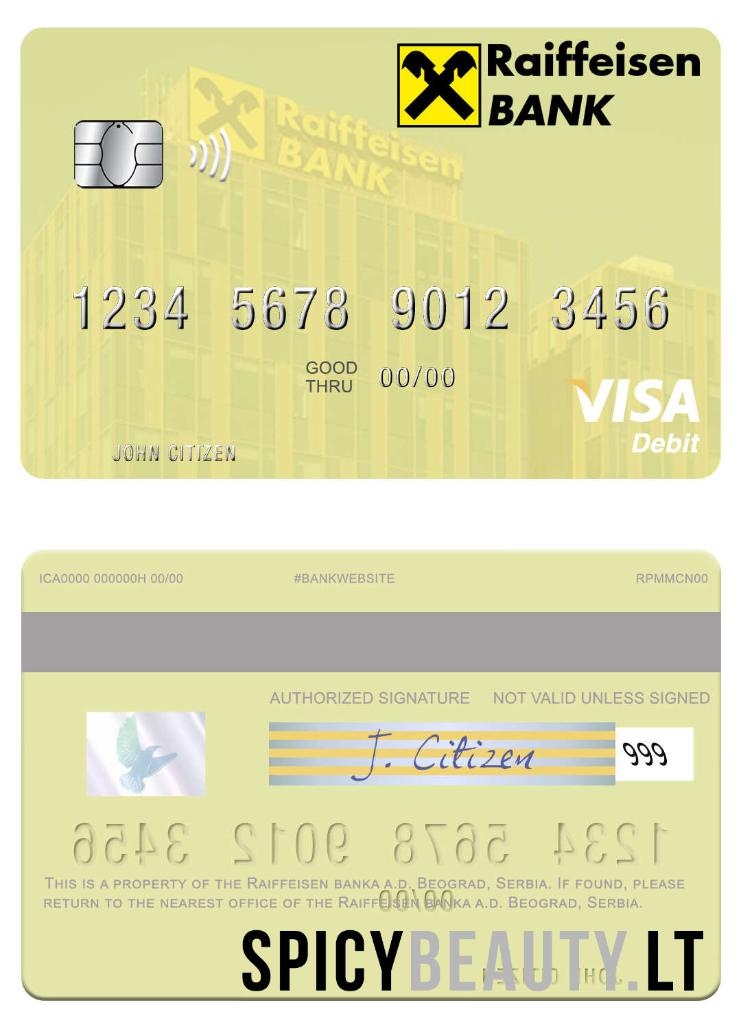 Raiffeisen
BANK
Raiffeisen
BANK
1234 5678 9012 3456
GOOD
THRU 00/00
VISA
Debit
JOHN CITIZEN
ICA0000 000000H 00/00 #BANKWEBSITE RPMMCN00
AUTHORIZED SIGNATURE NOT VALID UNLESS SIGNED
J. Citizen 999
1234 5678 9012 3456
THIS IS A PROPERTY OF THE RAIFFEISEN BANKA A.D. BEOGRAD, SERBIA. IF FOUND, PLEASE
RETURN TO THE NEAREST OFFICE OF THE RAIFFEISEN BANKA A.D. BEOGRAD, SERBIA.
00/00
SPICYBEAUTY.LT
JOHN CITIZEN